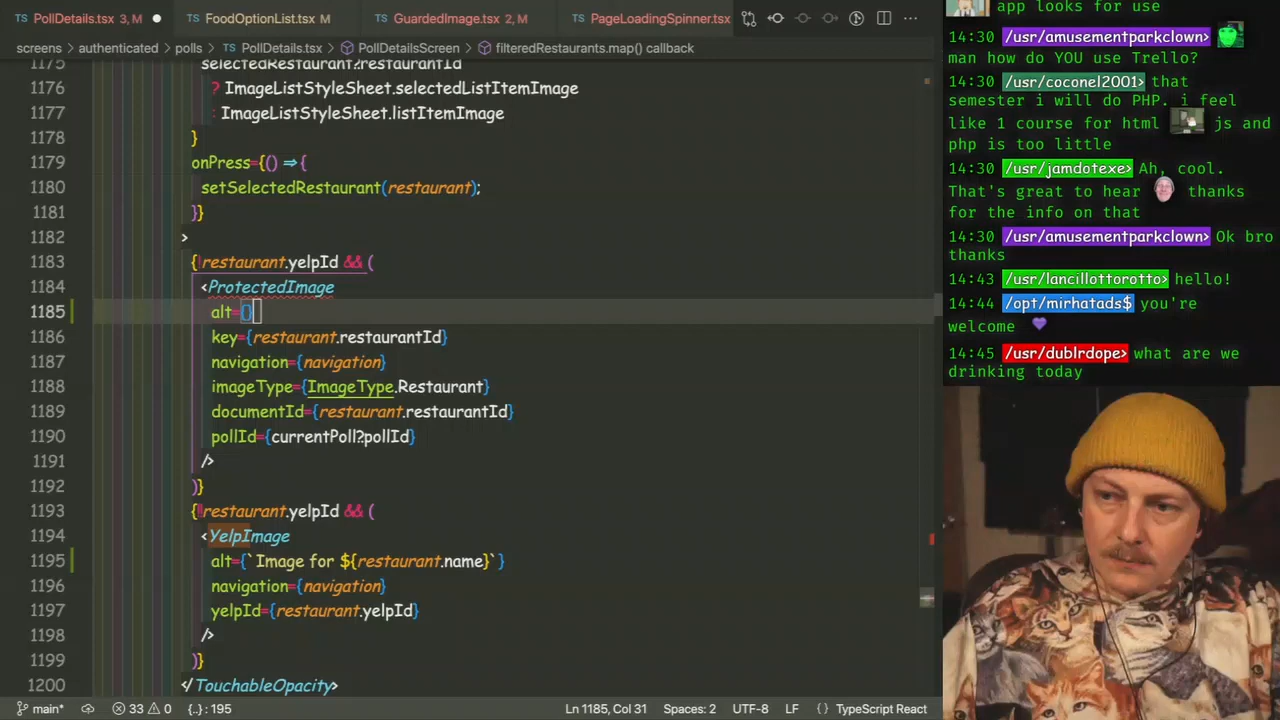 PollDetails.tsx 3, M
FoodOptionList.tsx M
GuardedImage.tsx 2, M
PageLoadingSpinner.tsx
screens > authenticated > polls > PollDetails.tsx > PollDetailsScreen > filteredRestaurants.map() callback
1175 selectedRestaurant?.restaurantId
1176 ? ImageListStyleSheet.selectedListItemImage
1177 : ImageListStyleSheet.listItemImage
1178 }
1179 onPress={() => {
1180 setSelectedRestaurant(restaurant);
1181 }}
1182 >
1183 {!restaurant.yelpId && (
1184 <ProtectedImage
1185 alt={}
1186 key={restaurant.restaurantId}
1187 navigation={navigation}
1188 imageType={ImageType.Restaurant}
1189 documentId={restaurant.restaurantId}
1190 pollId={currentPoll?.pollId}
1191 />
1192 )}
1193 {!!restaurant.yelpId && (
1194 <YelpImage
1195 alt={`Image for ${restaurant.name}`}
1196 navigation={navigation}
1197 yelpId={restaurant.yelpId}
1198 />
1199 )}
1200 </TouchableOpacity>
main* 33 0 {..} : 195 Ln 1185, Col 31 Spaces: 2 UTF-8 LF {} TypeScript React
app looks for use
14:30 /usr/amusementparkclown>
man how do YOU use Trello?
14:30 /usr/coconel2001> that
semester i will do PHP. i feel
like 1 course for html js and
php is too little
14:30 /usr/jamdotexe> Ah, cool.
That's great to hear thanks
for the info on that
14:30 /usr/amusementparkclown> Ok bro
thanks
14:43 /usr/lancillottorotto> hello!
14:44 /opt/mirhatads$ you're
welcome
14:45 /usr/dublrdope> what are we
drinking today